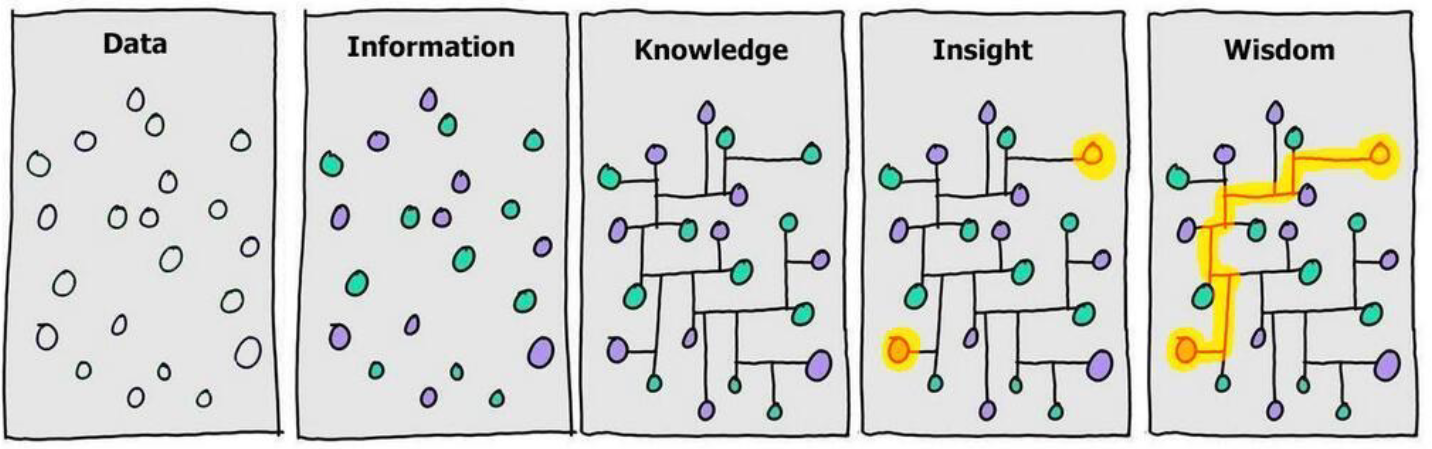 Data
Information
Knowledge
Insight
Wisdom